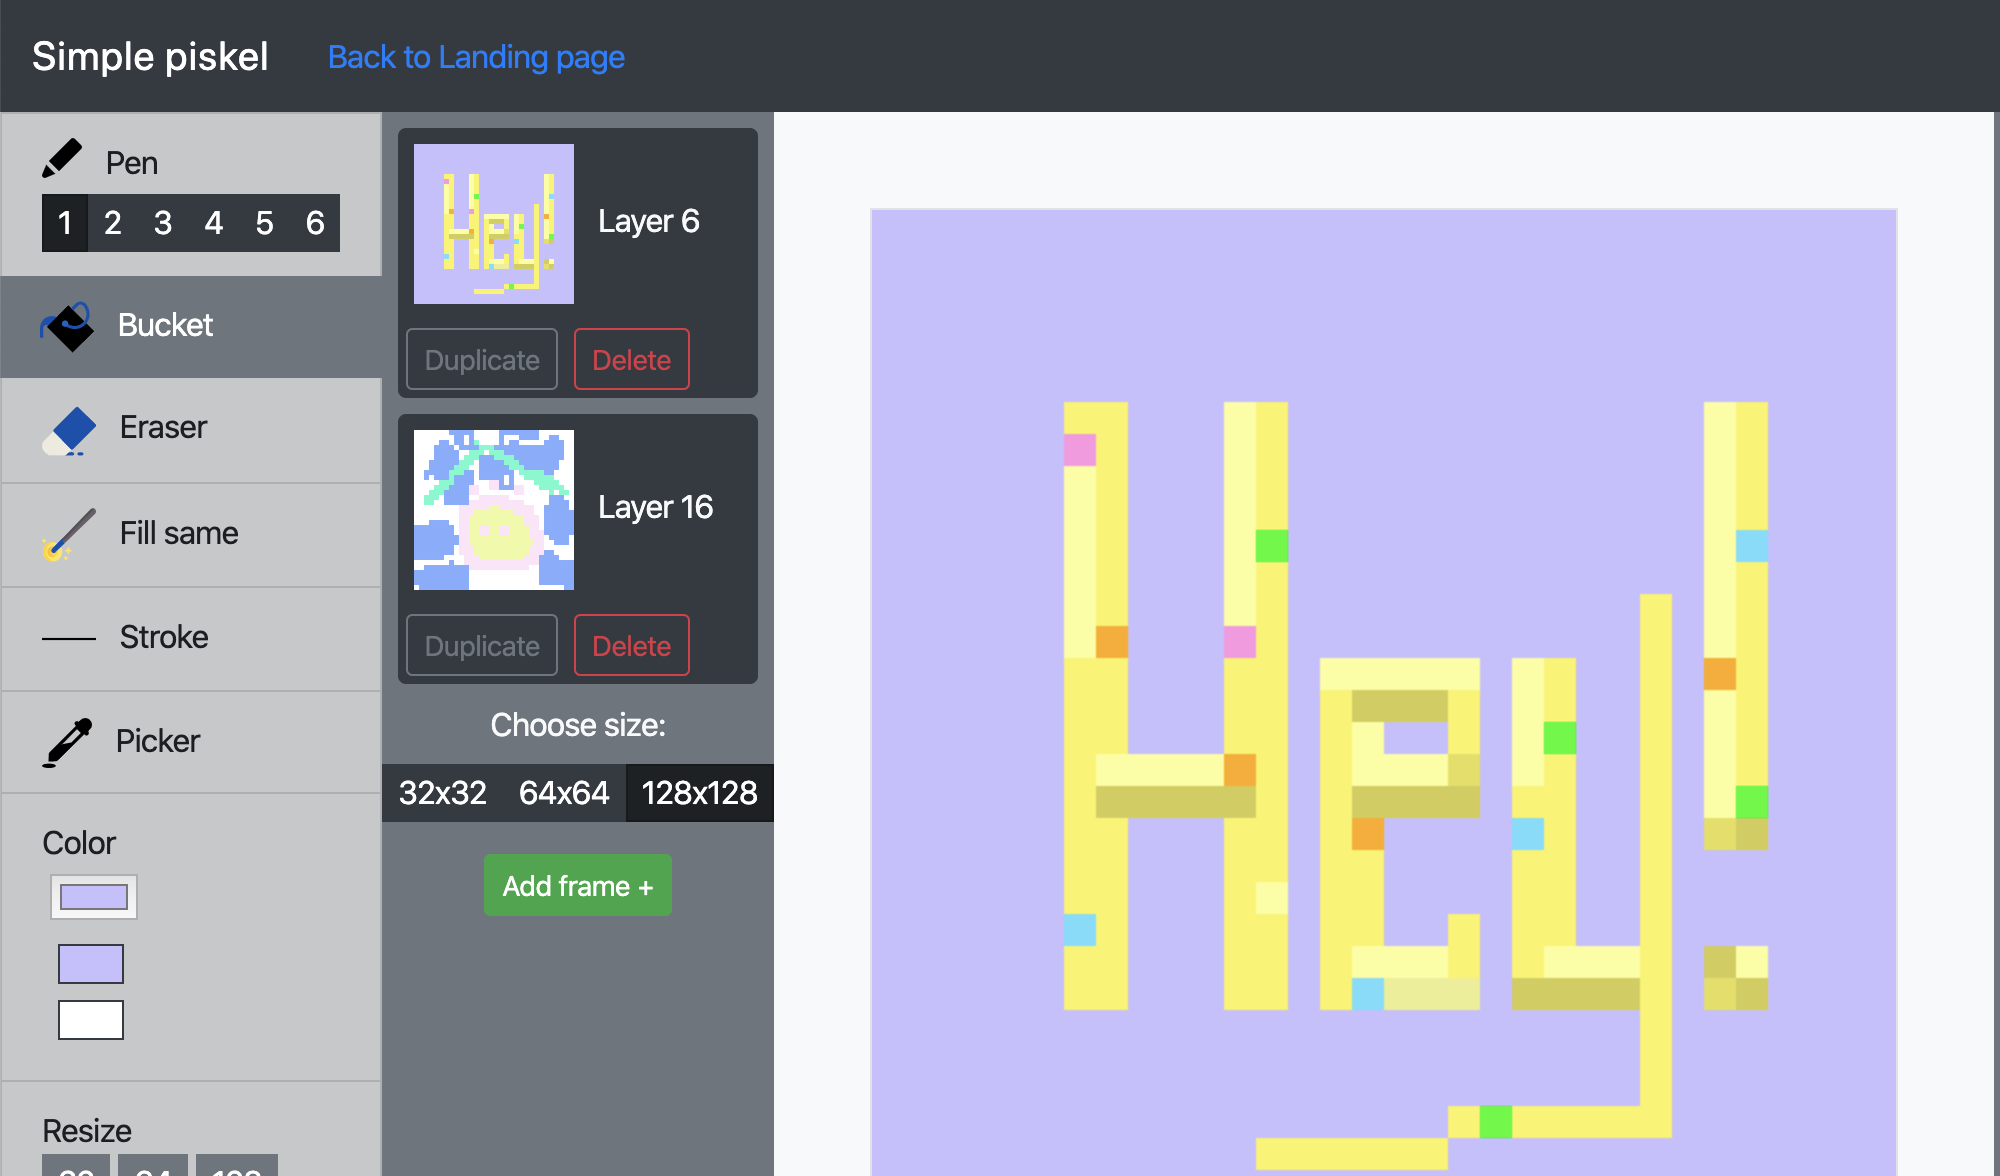 Simple piskel
Back to Landing page
Pen
1 2 3 4 5 6
Bucket
Eraser
Fill same
Stroke
Picker
Color
Resize
Layer 6
Duplicate
Delete
Layer 16
Duplicate
Delete
Choose size:
32x32 64x64 128x128
Add frame +
Hey!